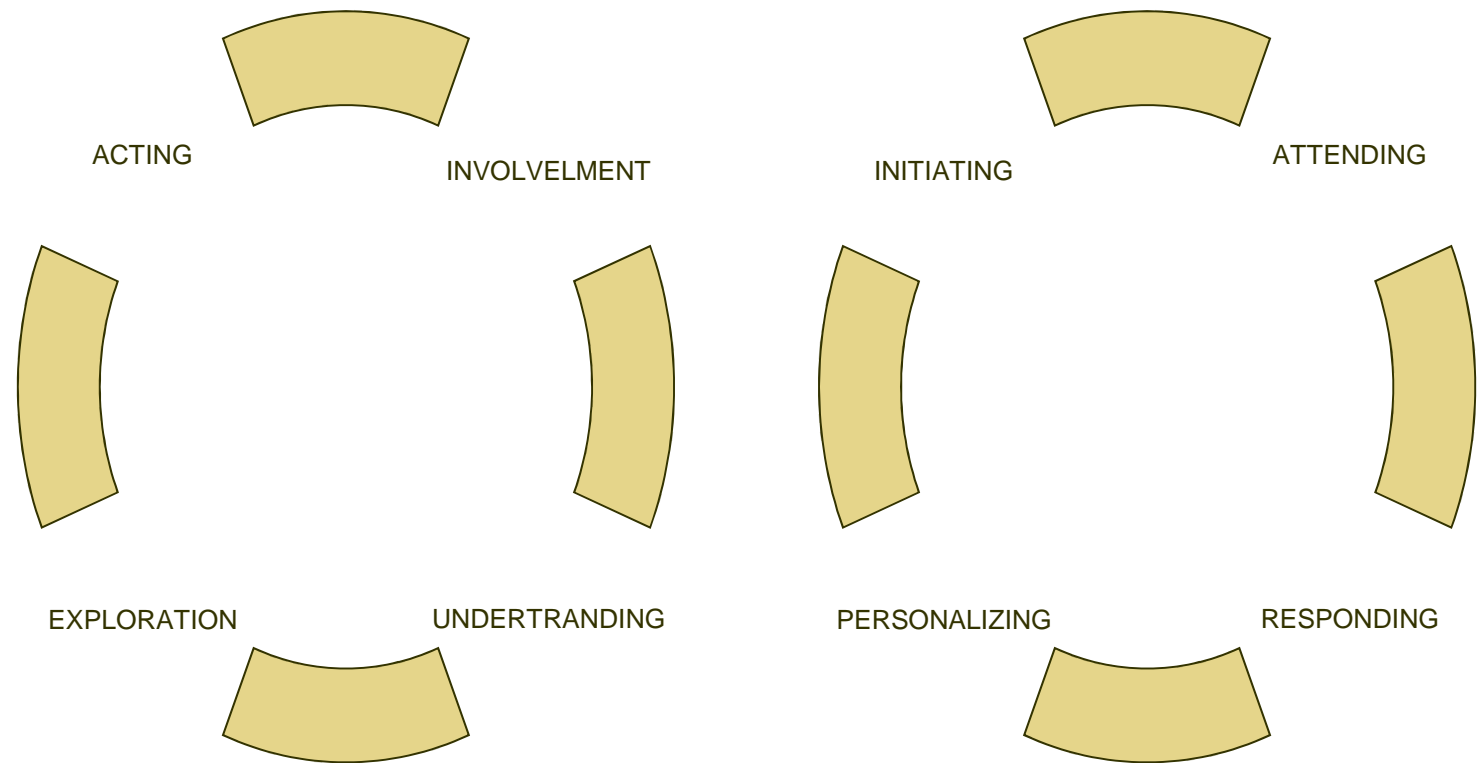 ACTING
INVOLVELMENT
EXPLORATION
UNDERTRANDING
INITIATING
ATTENDING
PERSONALIZING
RESPONDING